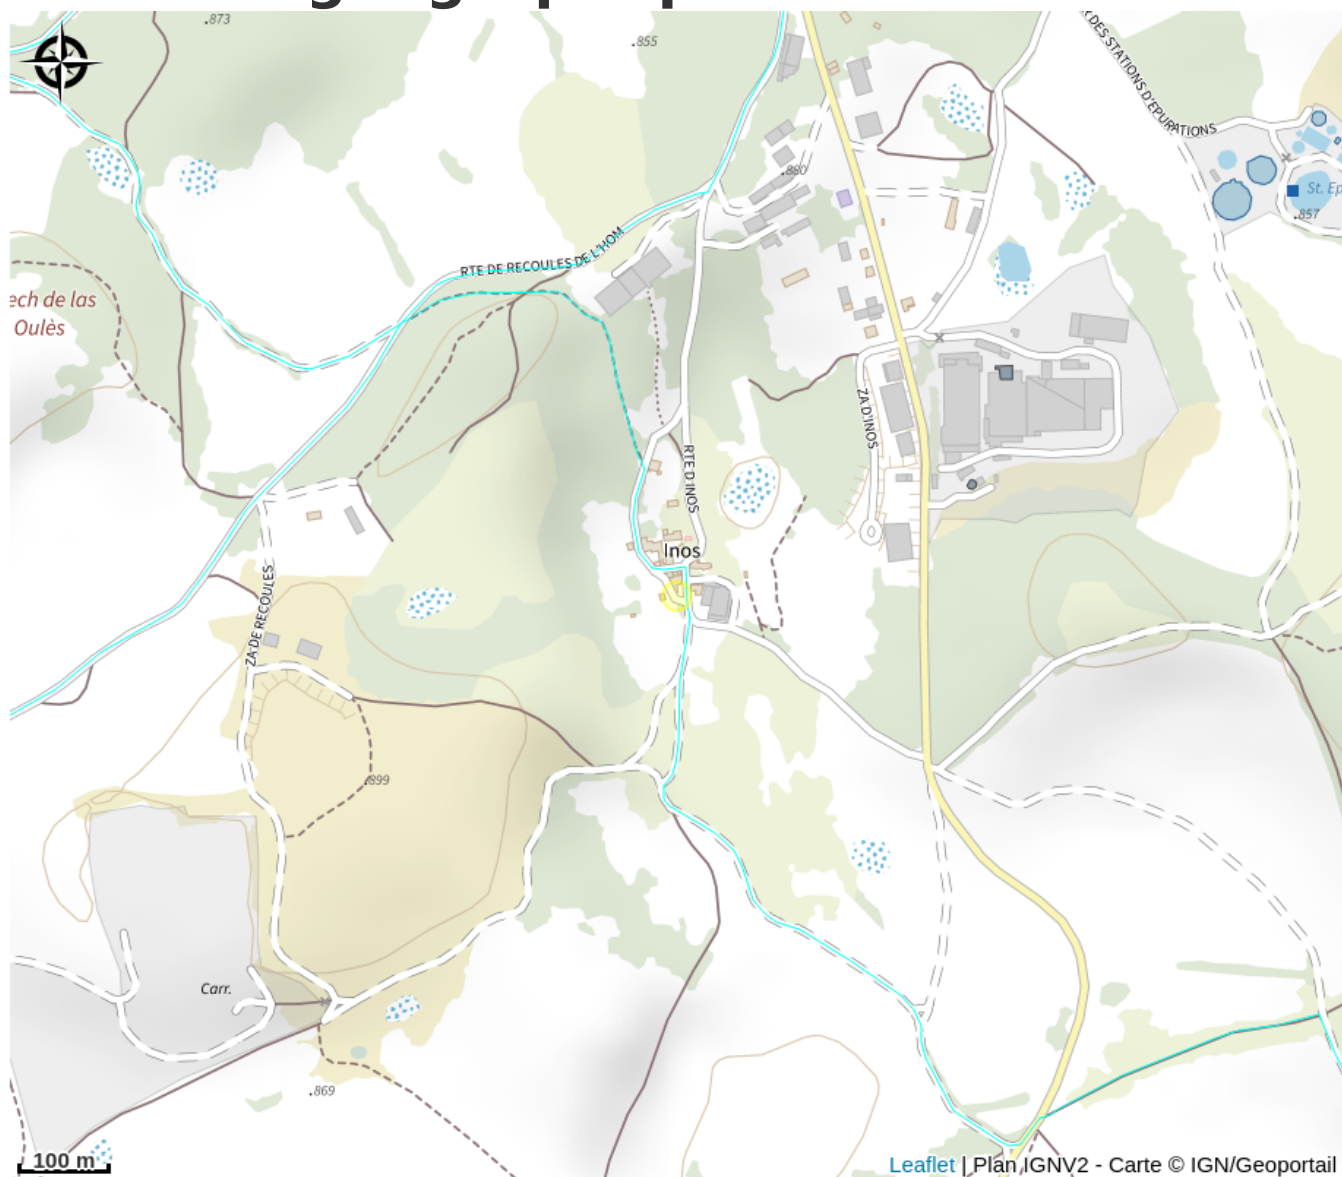 .873
.855
R DES STATIONS D'EPURATIONS
.880
St. Ep
.857
RTE DE RECOULES DE L'HOM
ech de las
Oulès
ZA D'INOS
RTE D'INOS
Inos
ZA DE RECOULES
.899
Carr.
.869
100 m
Leaflet | Plan IGNV2 - Carte © IGN/Geoportail